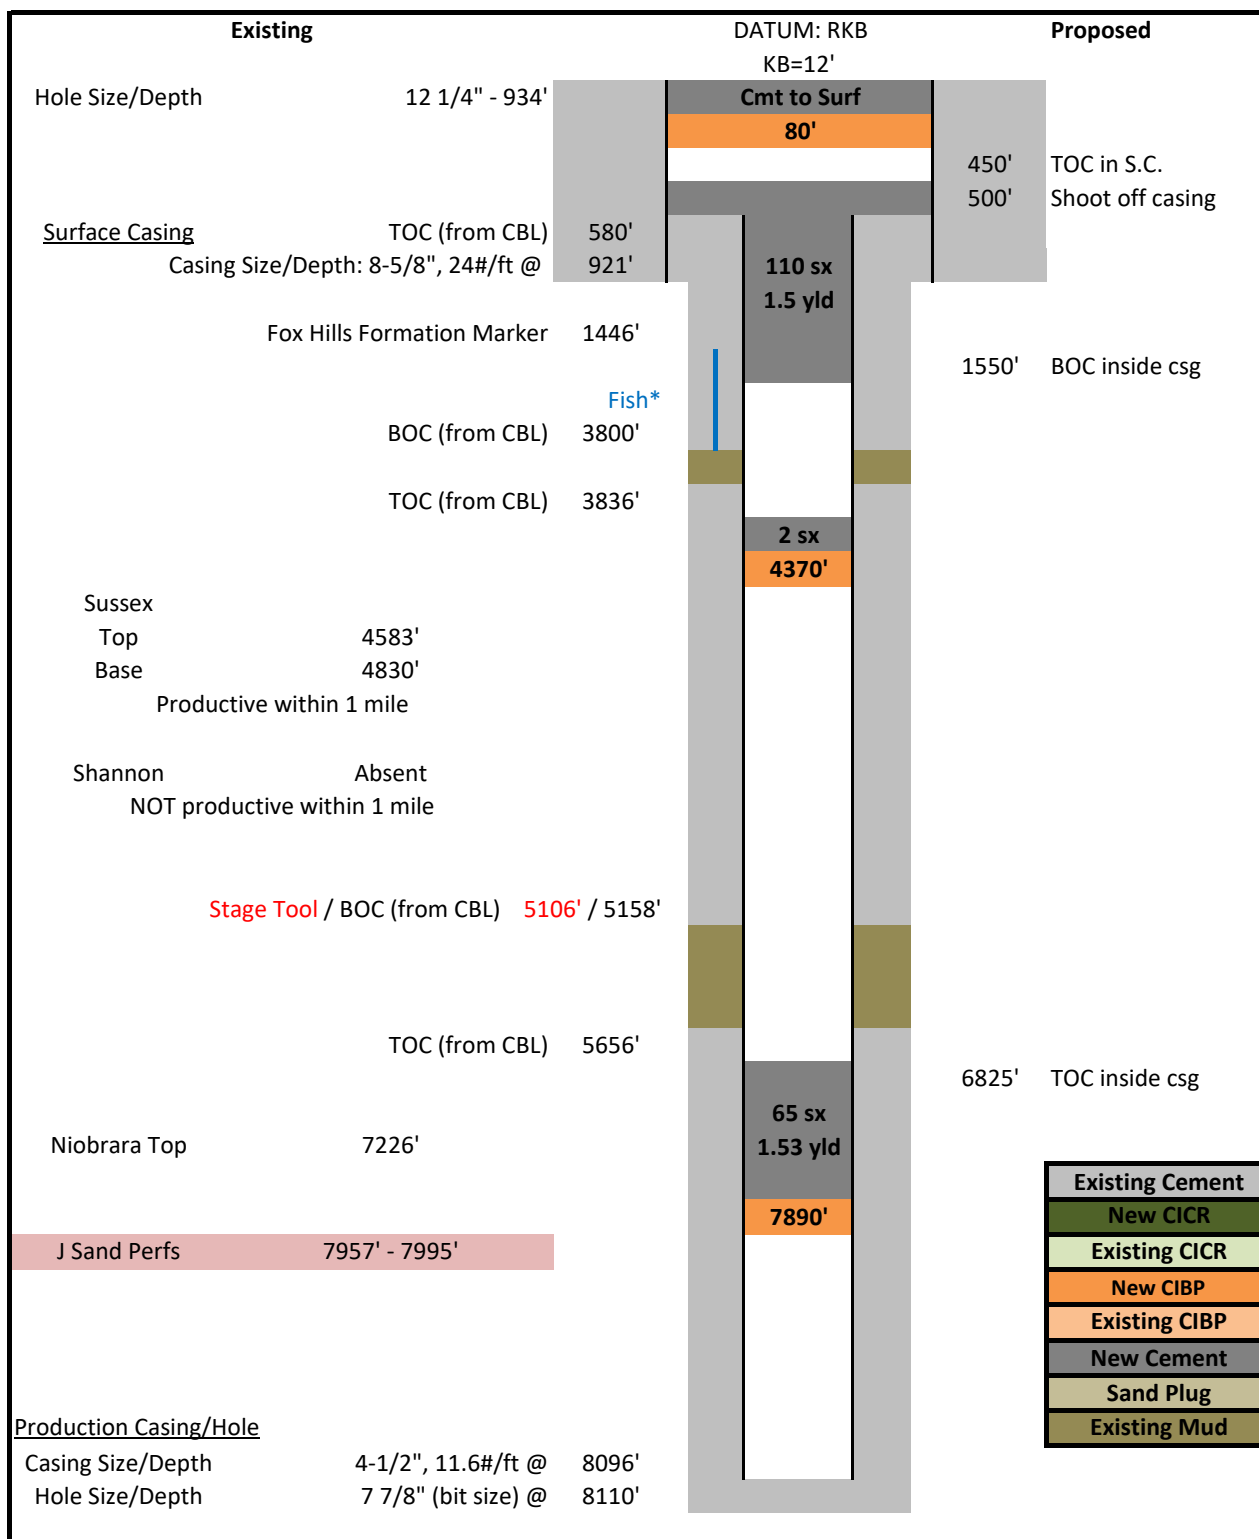 Existing DATUM: RKB Proposed
KB=12'
Hole Size/Depth 12 1/4" - 934' Cmt to Surf
80'
450' TOC in S.C.
500' Shoot off casing
Surface Casing TOC (from CBL) 580'
Casing Size/Depth: 8-5/8", 24#/ft @ 921' 110 sx
1.5 yld
Fox Hills Formation Marker 1446'
1550' BOC inside csg
Fish*
BOC (from CBL) 3800'
TOC (from CBL) 3836'
2 sx
4370'
Sussex
Top 4583'
Base 4830'
Productive within 1 mile
Shannon Absent
NOT productive within 1 mile
Stage Tool / BOC (from CBL) 5106' / 5158'
TOC (from CBL) 5656'
6825' TOC inside csg
65 sx
Niobrara Top 7226' 1.53 yld
Existing Cement
7890' New CICR
J Sand Perfs 7957' - 7995' Existing CICR
New CIBP
Existing CIBP
New Cement
Sand Plug
Production Casing/Hole Existing Mud
Casing Size/Depth 4-1/2", 11.6#/ft @ 8096'
Hole Size/Depth 7 7/8" (bit size) @ 8110'